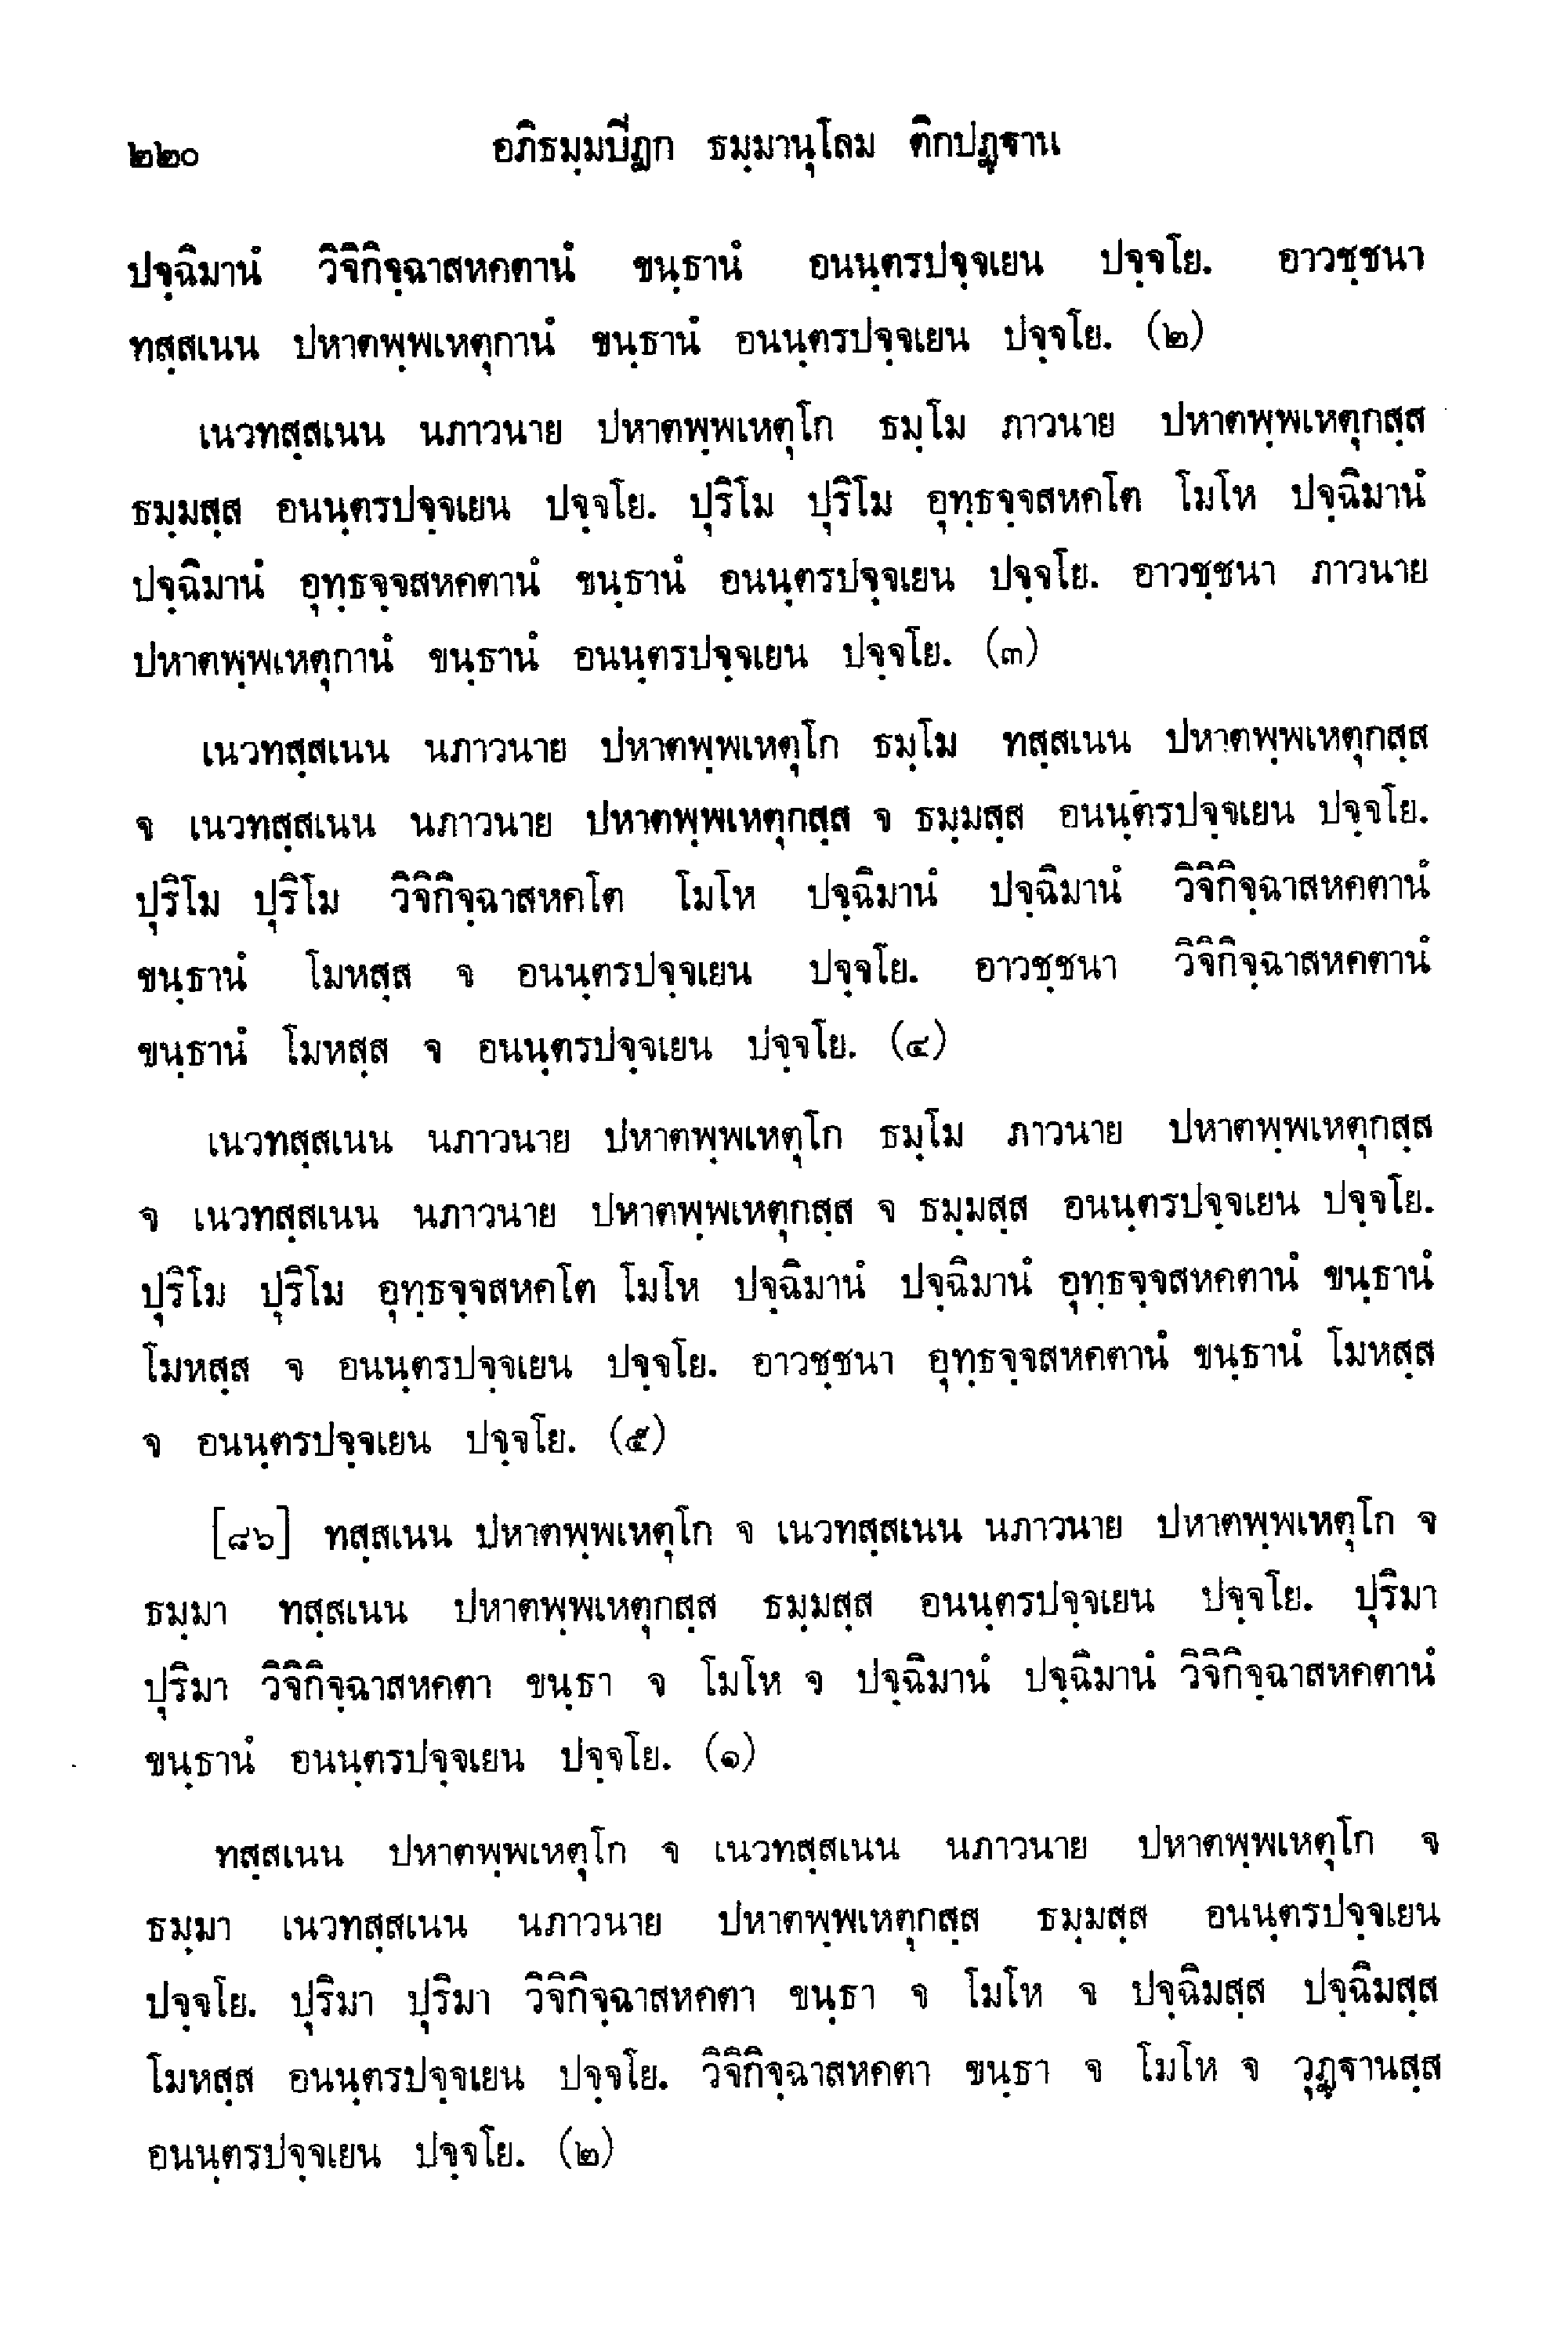 ๒๒๐ อภิธมฺมปิฏก ธมฺมานุโลม ติกปฏฺฐาน
ปจฺฉิมานํ วิจิกิจฺฉาสหคตานํ ขนฺธานํ อนนฺตรปจฺจเยน ปจฺจโย. อาวชฺชนา
ทสฺสเนน ปหาตพฺพเหตุกานํ ขนฺธานํ อนนฺตรปจฺจเยน ปจฺจโย. (๒)
เนวทสฺสเนน นภาวนาย ปหาตพฺพเหตุโก ธมฺโม ภาวนาย ปหาตพฺพเหตุกสฺส
ธมฺมสฺส อนนฺตรปจฺจเยน ปจฺจโย. ปุริโม ปุริโม อุทฺธจฺจสหคโต โมโห ปจฺฉิมานํ
ปจฺฉิมานํ อุทฺธจฺจสหคตานํ ขนฺธานํ อนนฺตรปจฺจเยน ปจฺจโย. อาวชฺชนา ภาวนาย
ปหาตพฺพเหตุกานํ ขนฺธานํ อนนฺตรปจฺจเยน ปจฺจโย. (๓)
เนวทสฺสเนน นภาวนาย ปหาตพฺพเหตุโก ธมฺโม ทสฺสเนน ปหาตพฺพเหตุกสฺส
จ เนวทสฺสเนน นภาวนาย ปหาตพฺพเหตุกสฺส จ ธมฺมสฺส อนนฺตรปจฺจเยน ปจฺจโย.
ปุริโม ปุริโม วิจิกิจฺฉาสหคโต โมโห ปจฺฉิมานํ ปจฺฉิมานํ วิจิกิจฺฉาสหคตานํ
ขนฺธานํ โมหสฺส จ อนนฺตรปจฺจเยน ปจฺจโย. อาวชฺชนา วิจิกิจฺฉาสหคตานํ
ขนฺธานํ โมหสฺส จ อนนฺตรปจฺจเยน ปจฺจโย. (๔)
เนวทสฺสเนน นภาวนาย ปหาตพฺพเหตุโก ธมฺโม ภาวนาย ปหาตพฺพเหตุกสฺส
จ เนวทสฺสเนน นภาวนาย ปหาตพฺพเหตุกสฺส จ ธมฺมสฺส อนนฺตรปจฺจเยน ปจฺจโย.
ปุริโม ปุริโม อุทฺธจฺจสหคโต โมโห ปจฺฉิมานํ ปจฺฉิมานํ อุทฺธจฺจสหคตานํ ขนฺธานํ
โมหสฺส จ อนนฺตรปจฺจเยน ปจฺจโย. อาวชฺชนา อุทฺธจฺจสหคตานํ ขนฺธานํ โมหสฺส
จ อนนฺตรปจฺจเยน ปจฺจโย. (๕)
[๘๖] ทสฺสเนน ปหาตพฺพเหตุโก จ เนวทสฺสเนน นภาวนาย ปหาตพฺพเหตุโก จ
ธมฺมา ทสฺสเนน ปหาตพฺพเหตุกสฺส ธมฺมสฺส อนนฺตรปจฺจเยน ปจฺจโย. ปุริมา
ปุริมา วิจิกิจฺฉาสหคตา ขนฺธา จ โมโห จ ปจฺฉิมานํ ปจฺฉิมานํ วิจิกิจฺฉาสหคตานํ
ขนฺธานํ อนนฺตรปจฺจเยน ปจฺจโย. (๑)
ทสฺสเนน ปหาตพฺพเหตุโก จ เนวทสฺสเนน นภาวนาย ปหาตพฺพเหตุโก จ
ธมฺมา เนวทสฺสเนน นภาวนาย ปหาตพฺพเหตุกสฺส ธมฺมสฺส อนนฺตรปจฺจเยน
ปจฺจโย. ปุริมา ปุริมา วิจิกิจฺฉาสหคตา ขนฺธา จ โมโห จ ปจฺฉิมสฺส ปจฺฉิมสฺส
โมหสฺส อนนฺตรปจฺจเยน ปจฺจโย. วิจิกิจฺฉาสหคตา ขนฺธา จ โมโห จ วุฏฺฐานสฺส
อนนฺตรปจฺจเยน ปจฺจโย. (๒)